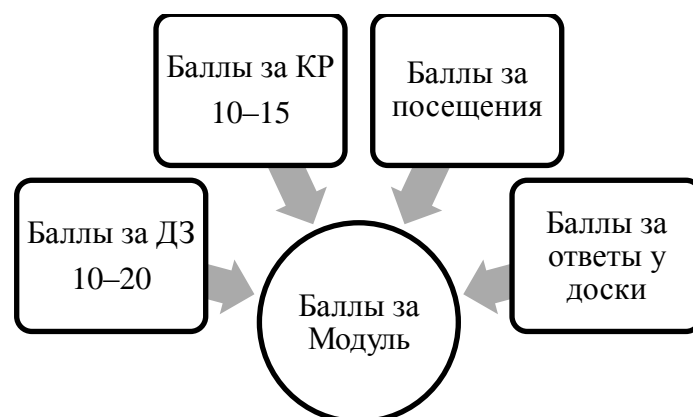 Баллы за КР
10–15
Баллы за
посещения
Баллы за ДЗ
10–20
Баллы за
ответы у
доски
Баллы за
Модуль